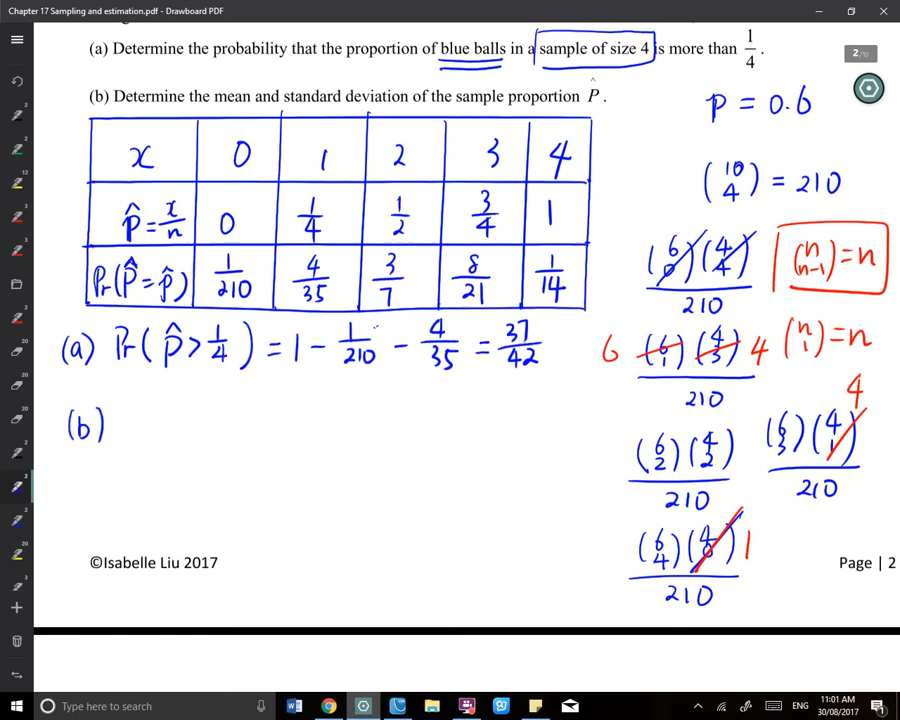 Chapter 17 Sampling and estimation.pdf - Drawboard PDF
2/10
(a) Determine the probability that the proportion of blue balls in a sample of size 4 is more than 1/4.
(b) Determine the mean and standard deviation of the sample proportion P̂.
p = 0.6
x 0 1 2 3 4
p̂ = x/n 0 1/4 1/2 3/4 1
Pr(P̂ = p̂) 1/210 4/35 3/7 8/21 1/14
(10 4) = 210
(6 0)(4 4)/210
(n n-1) = n
(a) Pr(P̂ > 1/4) = 1 - 1/210 - 4/35 = 37/42
6 (6 1)(4 3)/210 4
(n 1) = n
(b)
(6 2)(4 2)/210
(6 3)(4 1)/210 4
(6 4)(4 0)/210 1
©Isabelle Liu 2017
Page | 2
Type here to search
ENG
11:01 AM
30/08/2017